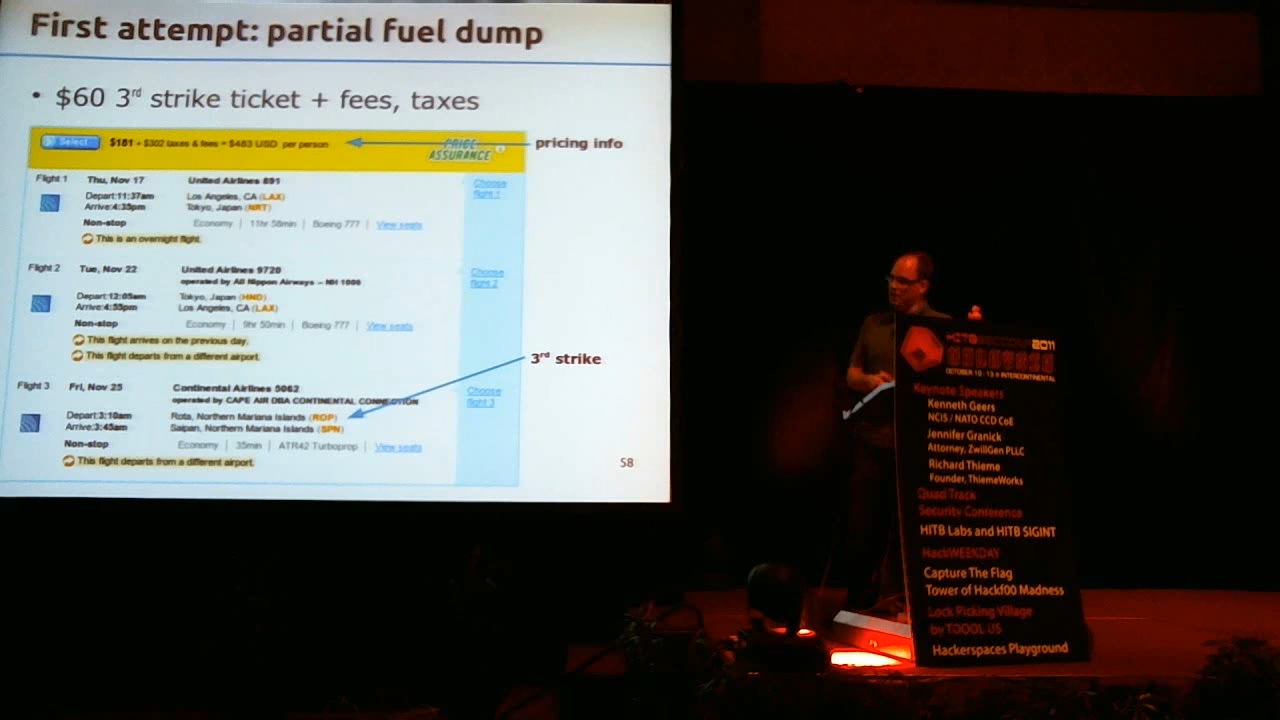 First attempt: partial fuel dump
• $60 3rd strike ticket + fees, taxes
Select $181 + $302 taxes & fees = $483 USD per person
PRICE ASSURANCE
pricing info
Flight 1 Thu, Nov 17 United Airlines 891
Choose flight 1
Depart:11:37am Los Angeles, CA (LAX)
Arrive:4:35pm Tokyo, Japan (NRT)
Non-stop Economy | 11hr 58min | Boeing 777 | View seats
This is an overnight flight.
Flight 2 Tue, Nov 22 United Airlines 9720
operated by All Nippon Airways -- NH 1006
Choose flight 2
Depart:12:05am Tokyo, Japan (HND)
Arrive:4:55pm Los Angeles, CA (LAX)
Non-stop Economy | 9hr 50min | Boeing 777 | View seats
This flight arrives on the previous day.
This flight departs from a different airport.
3rd strike
Flight 3 Fri, Nov 25 Continental Airlines 5062
operated by CAPE AIR DBA CONTINENTAL CONNECTION
Choose flight 3
Depart:3:10am Rota, Northern Mariana Islands (ROP)
Arrive:3:45am Saipan, Northern Mariana Islands (SPN)
Non-stop Economy | 35min | ATR42 Turboprop | View seats
This flight departs from a different airport.
58
HITBSECCONF2011
MALAYSIA
OCTOBER 10 - 13 @ INTERCONTINENTAL
Keynote Speakers
Kenneth Geers
NCIS / NATO CCD CoE
Jennifer Granick
Attorney, ZwillGen PLLC
Richard Thieme
Founder, ThiemeWorks
Quad Track
Security Conference
HITB Labs and HITB SIGINT
HackWEEKDAY
Capture The Flag
Tower of Hackf00 Madness
Lock Picking Village
by TOOOL US
Hackerspaces Playground